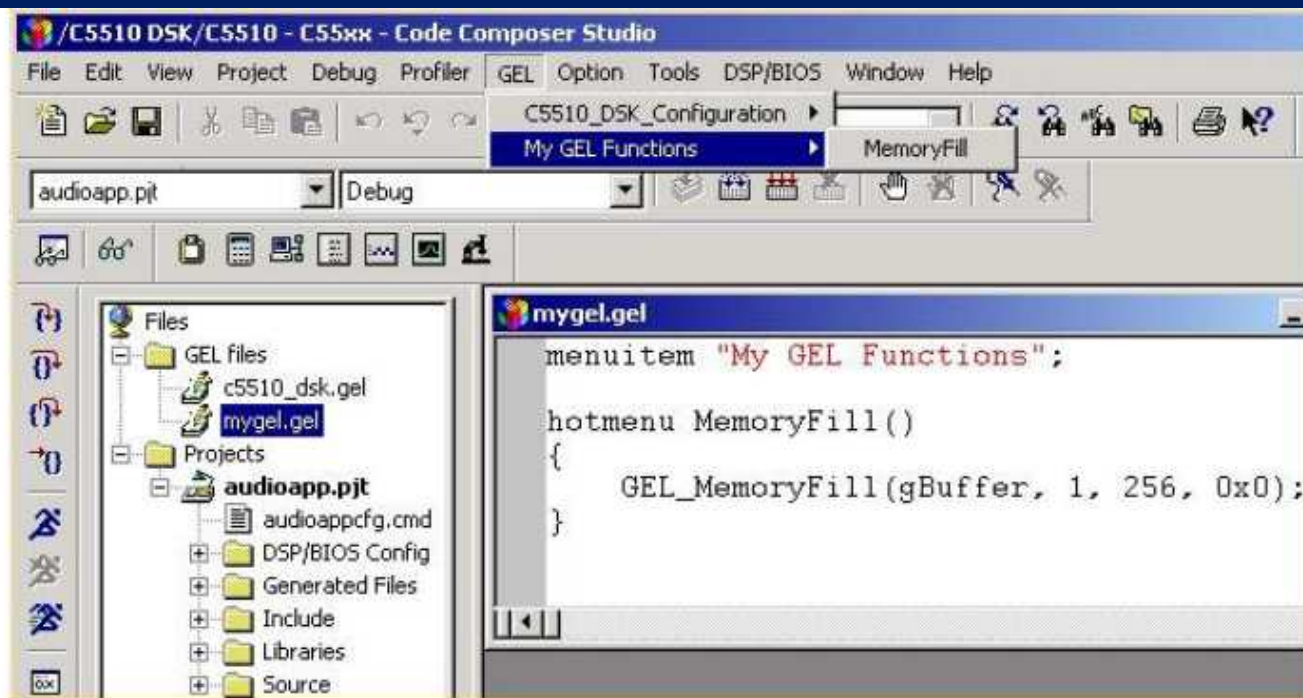 /C5510 DSK/C5510 - C55xx - Code Composer Studio
File Edit View Project Debug Profiler GEL Option Tools DSP/BIOS Window Help
C5510_DSK_Configuration
My GEL Functions
MemoryFill
audioapp.pjt
Debug
Files
GEL files
c5510_dsk.gel
mygel.gel
Projects
audioapp.pjt
audioappcfg.cmd
DSP/BIOS Config
Generated Files
Include
Libraries
Source
mygel.gel
menuitem "My GEL Functions";
hotmenu MemoryFill()
{
GEL_MemoryFill(gBuffer, 1, 256, 0x0);
}